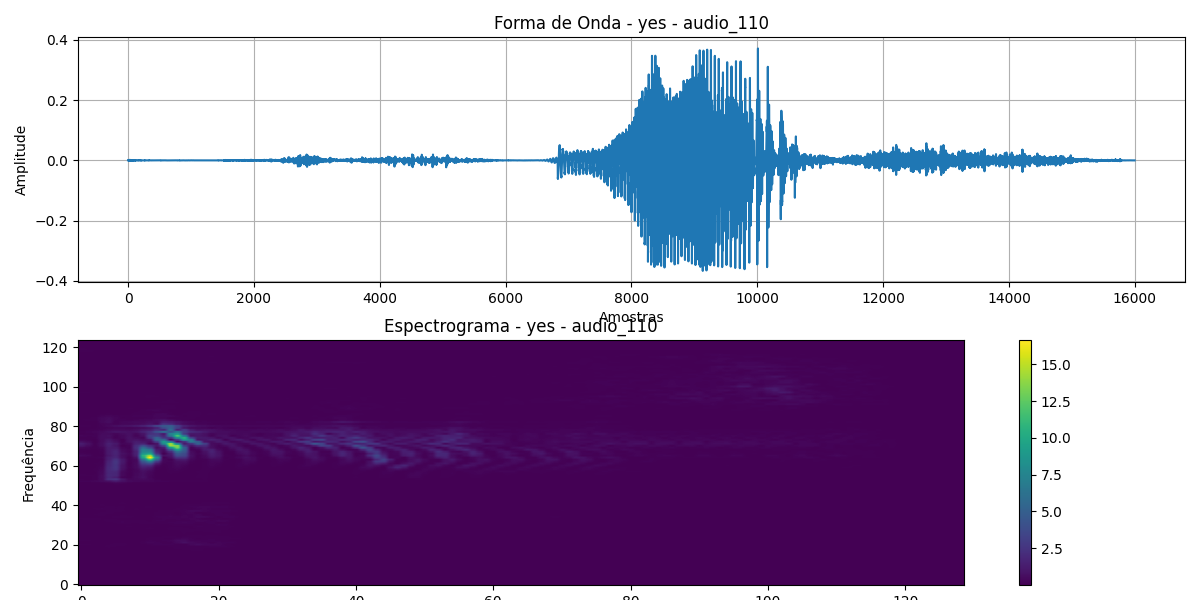 Forma de Onda - yes - audio_110
0.4
0.2
0.0
−0.2
−0.4
Amplitude
0 2000 4000 6000 8000 10000 12000 14000 16000
Amostras
Espectrograma - yes - audio_110
120
100
80
60
40
20
0
Frequência
0 20 40 60 80 100 120
15.0
12.5
10.0
7.5
5.0
2.5